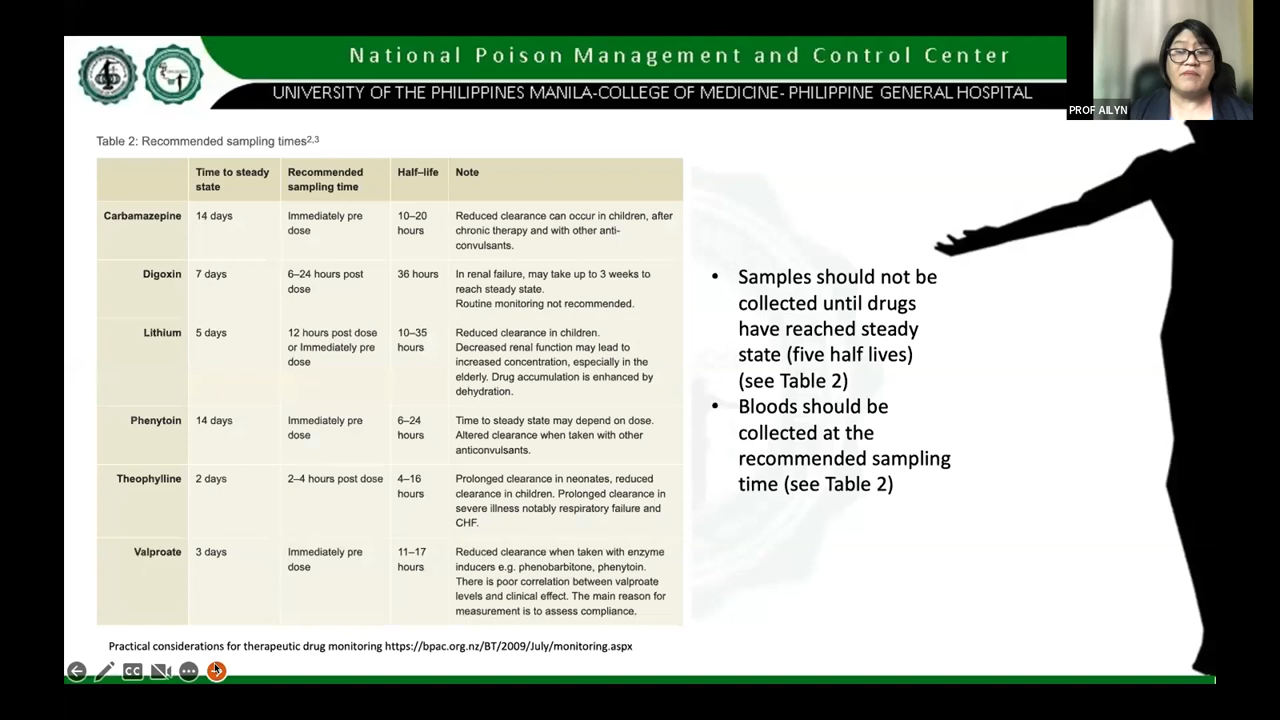 National Poison Management and Control Center
UNIVERSITY OF THE PHILIPPINES MANILA-COLLEGE OF MEDICINE- PHILIPPINE GENERAL HOSPITAL
PROF AILYN
Table 2: Recommended sampling times2,3
Time to steady state Recommended sampling time Half–life Note
Carbamazepine 14 days Immediately pre dose 10–20 hours Reduced clearance can occur in children, after
chronic therapy and with other anti-
convulsants.
Digoxin 7 days 6–24 hours post dose 36 hours In renal failure, may take up to 3 weeks to
reach steady state.
Routine monitoring not recommended.
Lithium 5 days 12 hours post dose or Immediately pre dose 10–35 hours Reduced clearance in children.
Decreased renal function may lead to
increased concentration, especially in the
elderly. Drug accumulation is enhanced by
dehydration.
Phenytoin 14 days Immediately pre dose 6–24 hours Time to steady state may depend on dose.
Altered clearance when taken with other
anticonvulsants.
Theophylline 2 days 2–4 hours post dose 4–16 hours Prolonged clearance in neonates, reduced
clearance in children. Prolonged clearance in
severe illness notably respiratory failure and
CHF.
Valproate 3 days Immediately pre dose 11–17 hours Reduced clearance when taken with enzyme
inducers e.g. phenobarbitone, phenytoin.
There is poor correlation between valproate
levels and clinical effect. The main reason for
measurement is to assess compliance.
• Samples should not be
collected until drugs
have reached steady
state (five half lives)
(see Table 2)
• Bloods should be
collected at the
recommended sampling
time (see Table 2)
Practical considerations for therapeutic drug monitoring https://bpac.org.nz/BT/2009/July/monitoring.aspx
CC